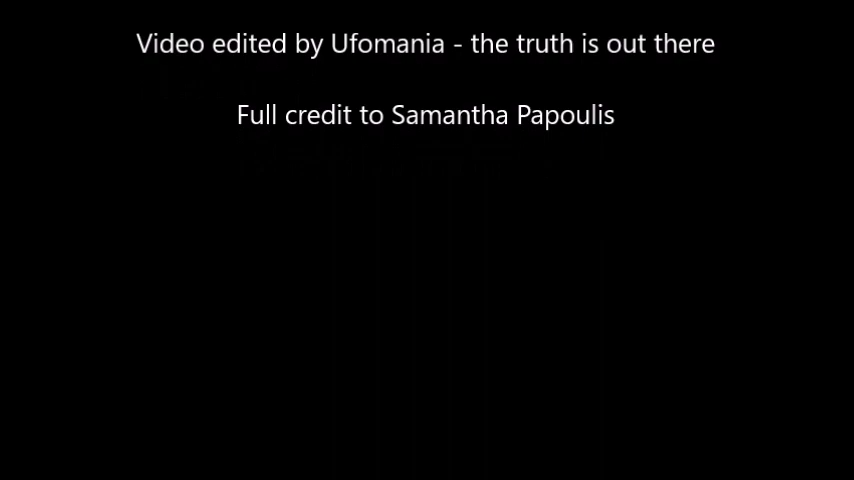 Video edited by Ufomania - the truth is out there
Full credit to Samantha Papoulis